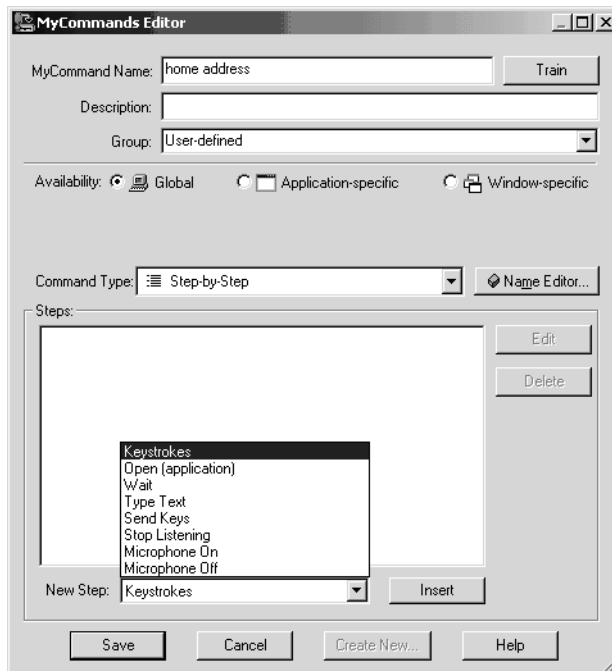 MyCommands Editor
MyCommand Name: home address Train
Description:
Group: User-defined
Availability: Global Application-specific Window-specific
Command Type: Step-by-Step Name Editor...
Steps:
Edit
Delete
Keystrokes
Open (application)
Wait
Type Text
Send Keys
Stop Listening
Microphone On
Microphone Off
New Step: Keystrokes Insert
Save Cancel Create New... Help